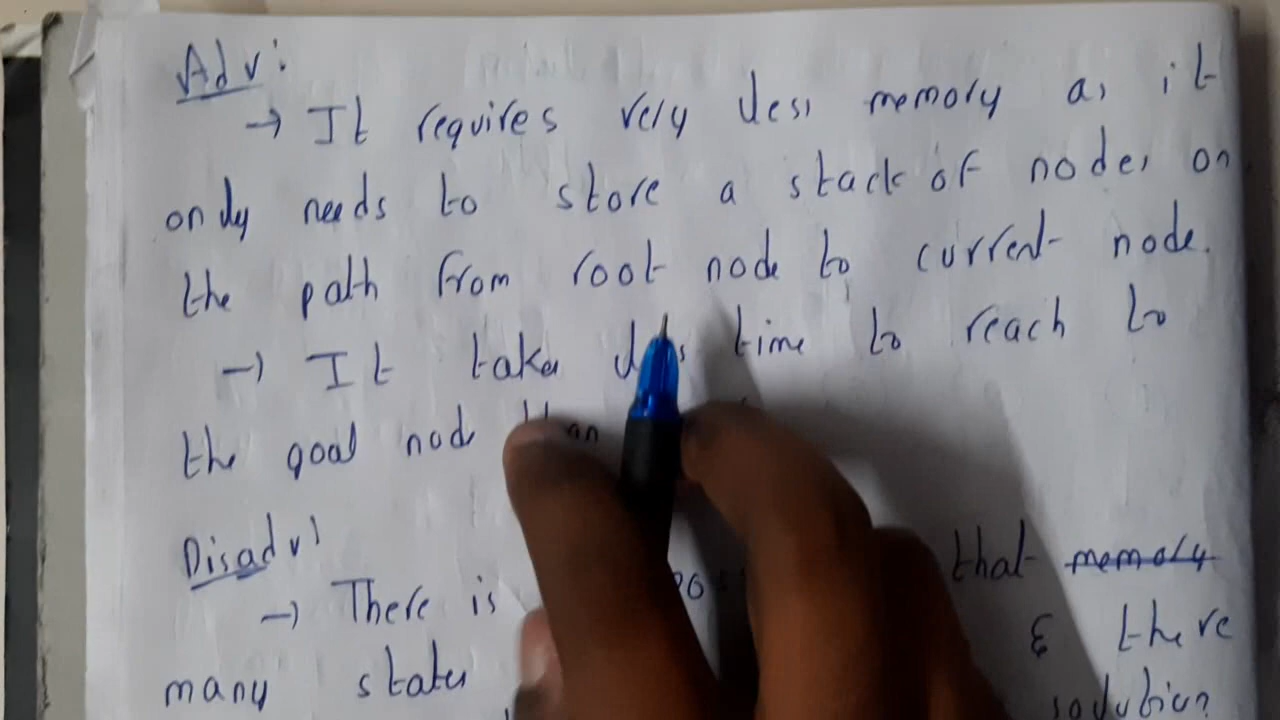 Adv:
→ It requires very less memory as it
only needs to store a stack of nodes on
the path from root node to current node.
→ It takes less time to reach to
the goal node than
Disadv:
→ There is that memory
many states & there
solution